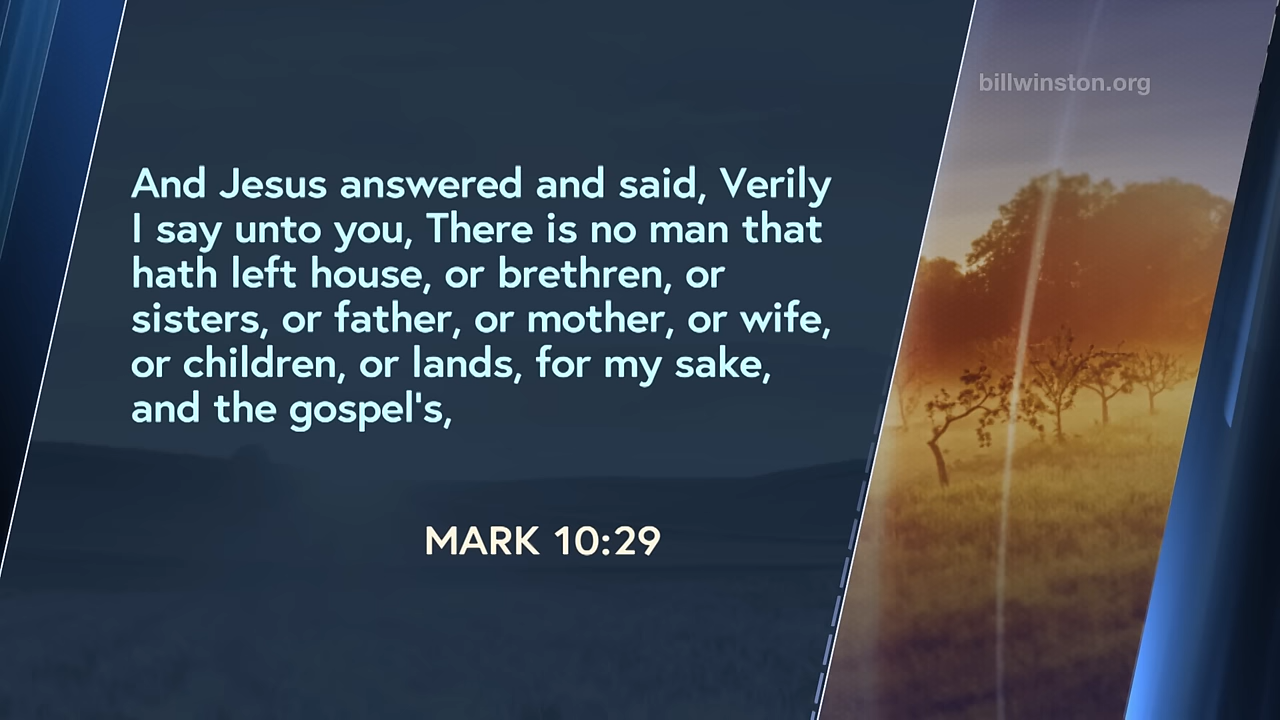 billwinston.org
And Jesus answered and said, Verily
I say unto you, There is no man that
hath left house, or brethren, or
sisters, or father, or mother, or wife,
or children, or lands, for my sake,
and the gospel's,
MARK 10:29